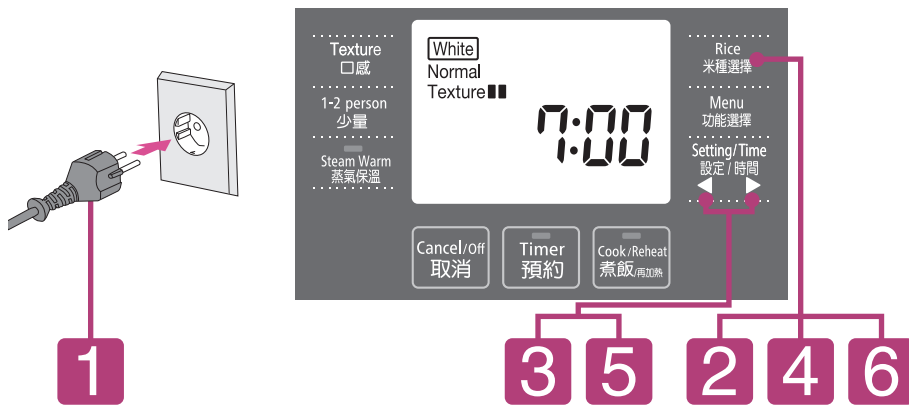 Texture
口感
1-2 person
少量
Steam Warm
蒸氣保溫
White
Normal
Texture
7:00
Rice
米種選擇
Menu
功能選擇
Setting/Time
設定/時間
Cancel/Off
取消
Timer
預約
Cook/Reheat
煮飯/再加熱
1
3
5
2
4
6